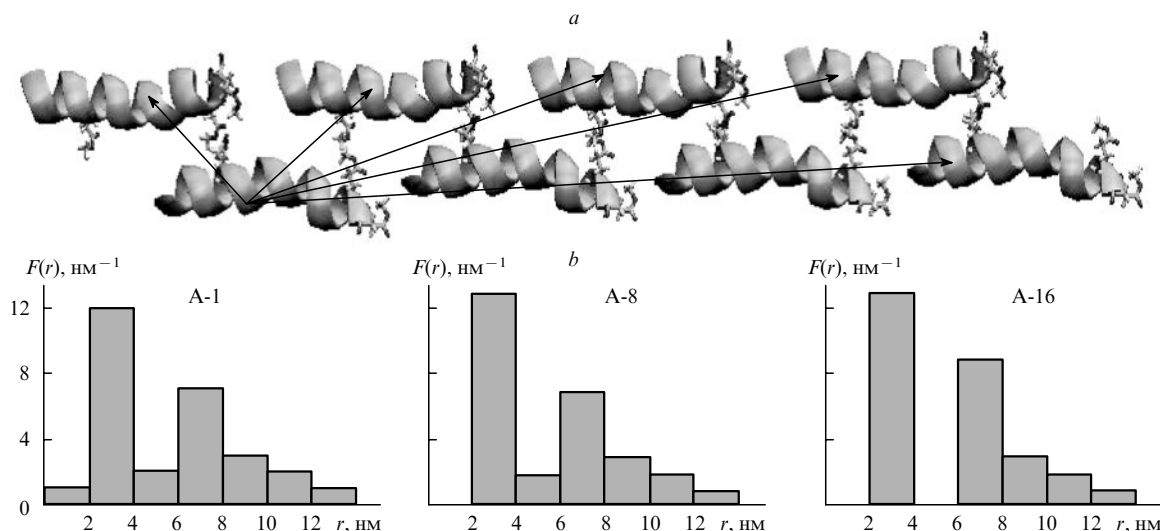 a
b
F(r), нм−1
F(r), нм−1
F(r), нм−1
A-1
A-8
A-16
12
8
4
0
2 4 6 8 10 12 r, нм
2 4 6 8 10 12 r, нм
2 4 6 8 10 12 r, нм